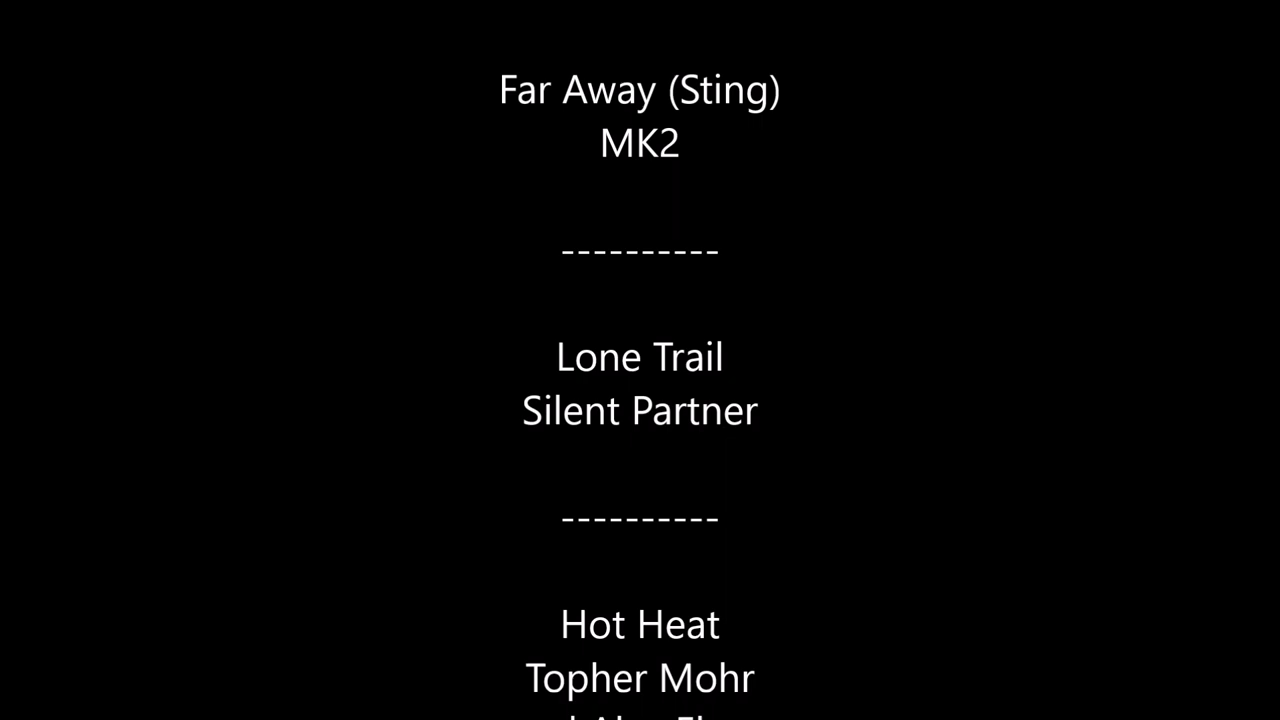 Far Away (Sting)
MK2
----------
Lone Trail
Silent Partner
----------
Hot Heat
Topher Mohr